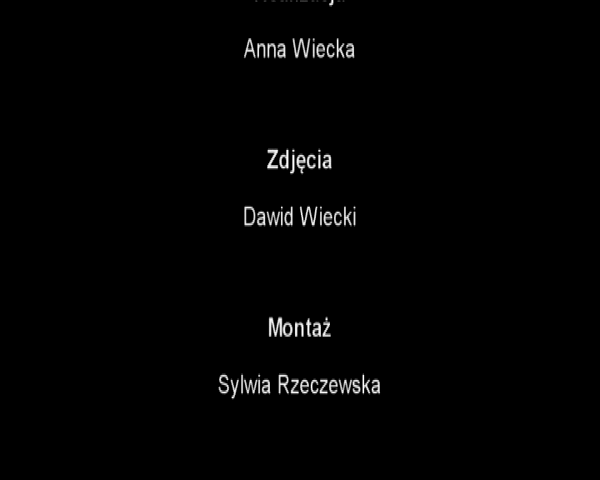 Anna Wiecka
Zdjęcia
Dawid Wiecki
Montaż
Sylwia Rzeczewska